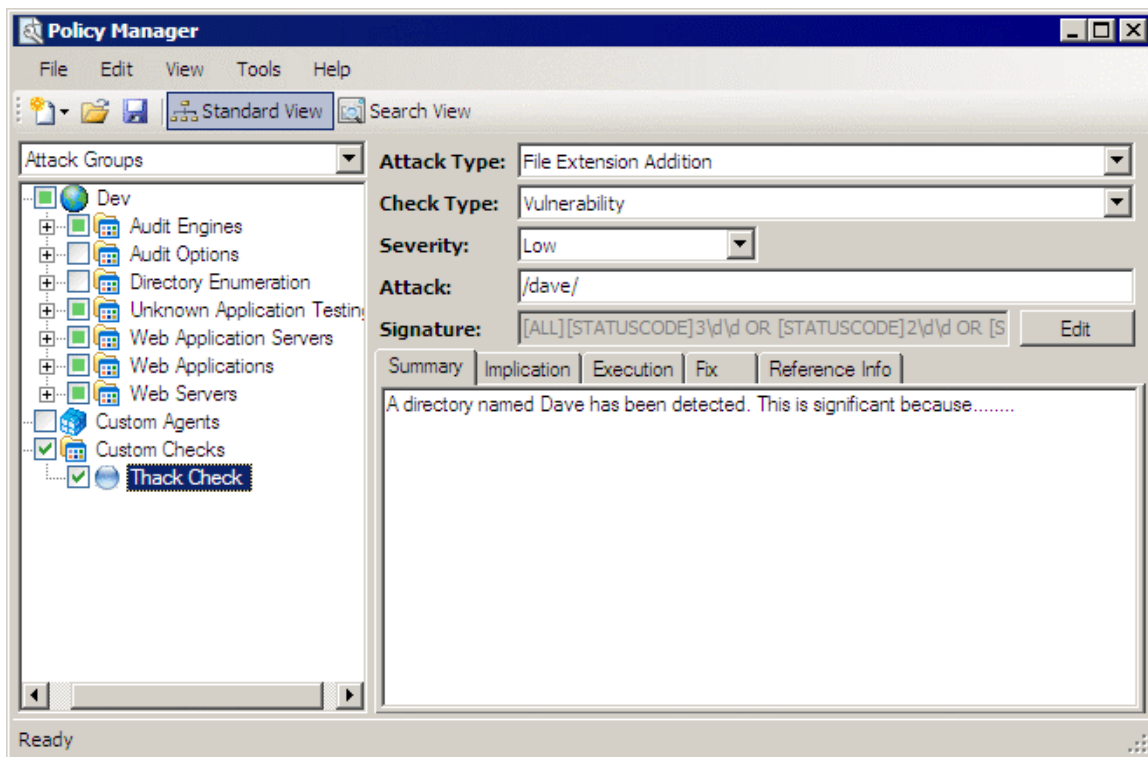 Policy Manager
File Edit View Tools Help
Standard View Search View
Attack Groups
Dev
Audit Engines
Audit Options
Directory Enumeration
Unknown Application Testing
Web Application Servers
Web Applications
Web Servers
Custom Agents
Custom Checks
Thack Check
Attack Type: File Extension Addition
Check Type: Vulnerability
Severity: Low
Attack: /dave/
Signature: [ALL][STATUSCODE]3\d\d OR [STATUSCODE]2\d\d OR [S Edit
Summary Implication Execution Fix Reference Info
A directory named Dave has been detected. This is significant because........
Ready